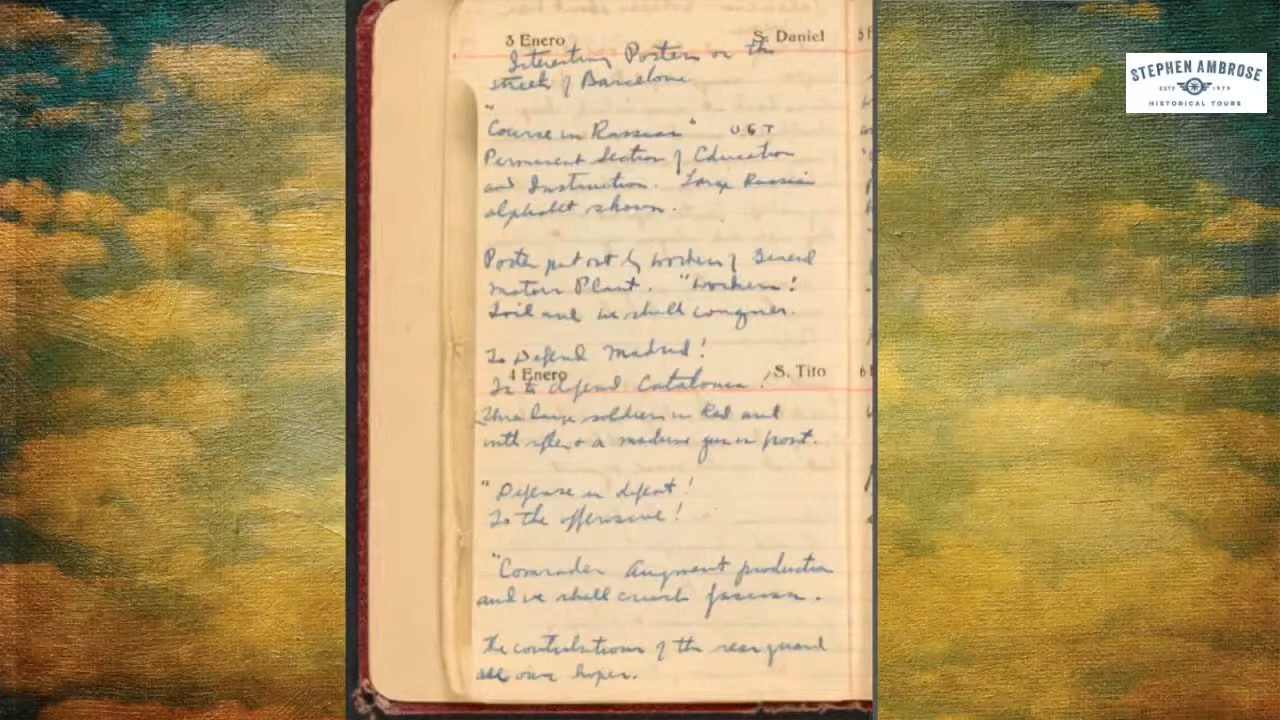 3 Enero S. Daniel
Interesting Posters on the
streets of Barcelona
"Course in Russian" UGT
Permanent Section of Education
and Instruction. Large Russian
alphabet shown.
Poster put out by workers of General
Motors Plant. "Workers!
Toil and we shall conquer.
To Defend Madrid!
4 Enero S. Tito
Is to defend Catalonia!
Three large soldiers in Red and
with rifles + a machine gun in front.
"Defense is defeat!
To the offensive!
"Comrades Augment production
and we shall crush fascism.
The contributions of the rear guard
are our hopes.
STEPHEN AMBROSE
ESTD 1979
HISTORICAL TOURS